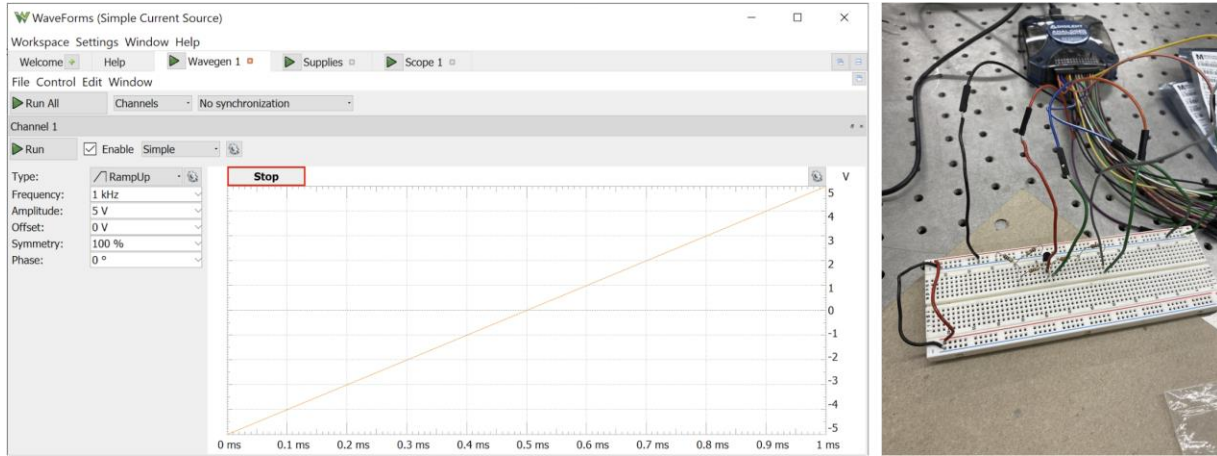 WaveForms (Simple Current Source)
Workspace Settings Window Help
Welcome Help Wavegen 1 Supplies Scope 1
File Control Edit Window
Run All Channels No synchronization
Channel 1
Run Enable Simple
Type: RampUp
Frequency: 1 kHz
Amplitude: 5 V
Offset: 0 V
Symmetry: 100 %
Phase: 0 °
Stop
V
5
4
3
2
1
0
-1
-2
-3
-4
-5
0 ms 0.1 ms 0.2 ms 0.3 ms 0.4 ms 0.5 ms 0.6 ms 0.7 ms 0.8 ms 0.9 ms 1 ms